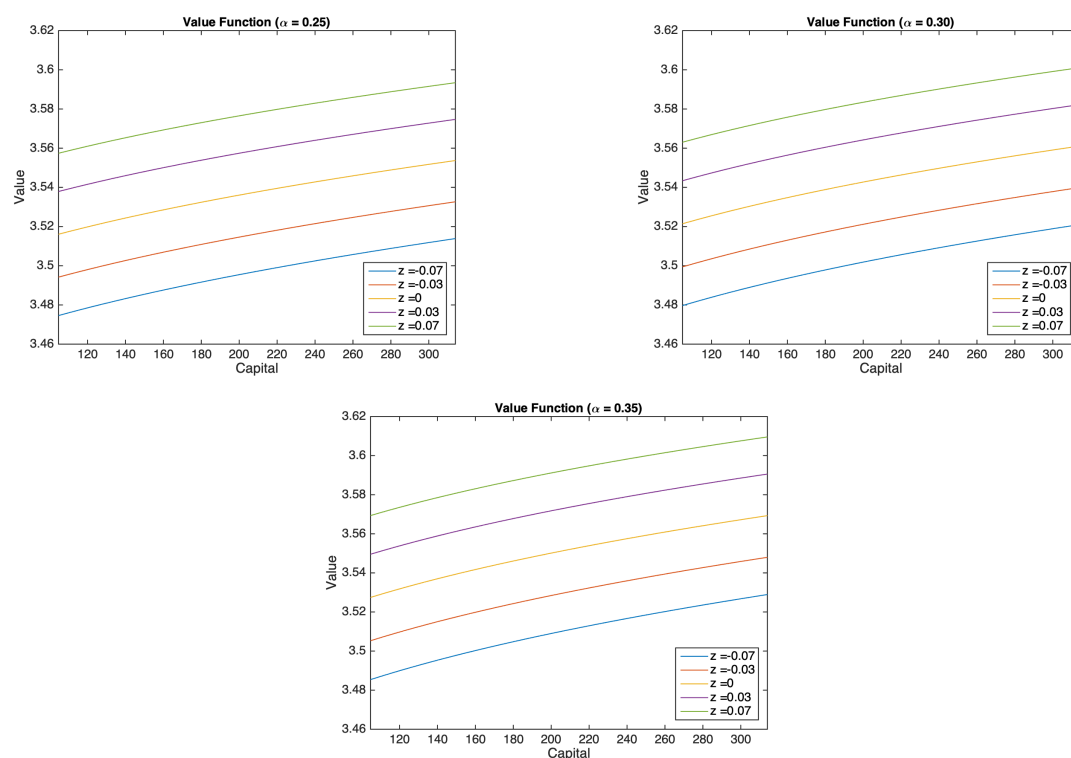 Value Function (α = 0.25)
3.62
3.6
3.58
3.56
3.54
3.52
3.5
3.48
3.46
Value
120 140 160 180 200 220 240 260 280 300
Capital
z =-0.07
z =-0.03
z =0
z =0.03
z =0.07
Value Function (α = 0.30)
3.62
3.6
3.58
3.56
3.54
3.52
3.5
3.48
3.46
Value
120 140 160 180 200 220 240 260 280 300
Capital
z =-0.07
z =-0.03
z =0
z =0.03
z =0.07
Value Function (α = 0.35)
3.62
3.6
3.58
3.56
3.54
3.52
3.5
3.48
3.46
Value
120 140 160 180 200 220 240 260 280 300
Capital
z =-0.07
z =-0.03
z =0
z =0.03
z =0.07